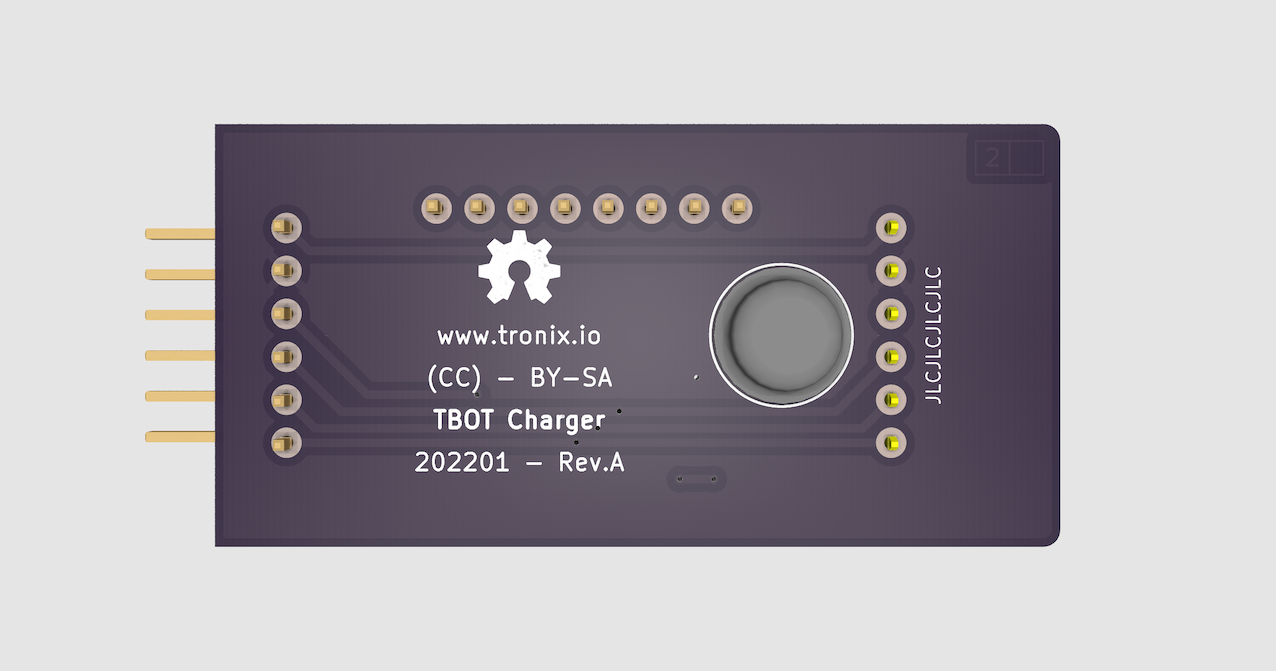 2
www.tronix.io
(CC) – BY–SA
TBOT Charger
202201 – Rev.A
JLCJLCJLCJLC